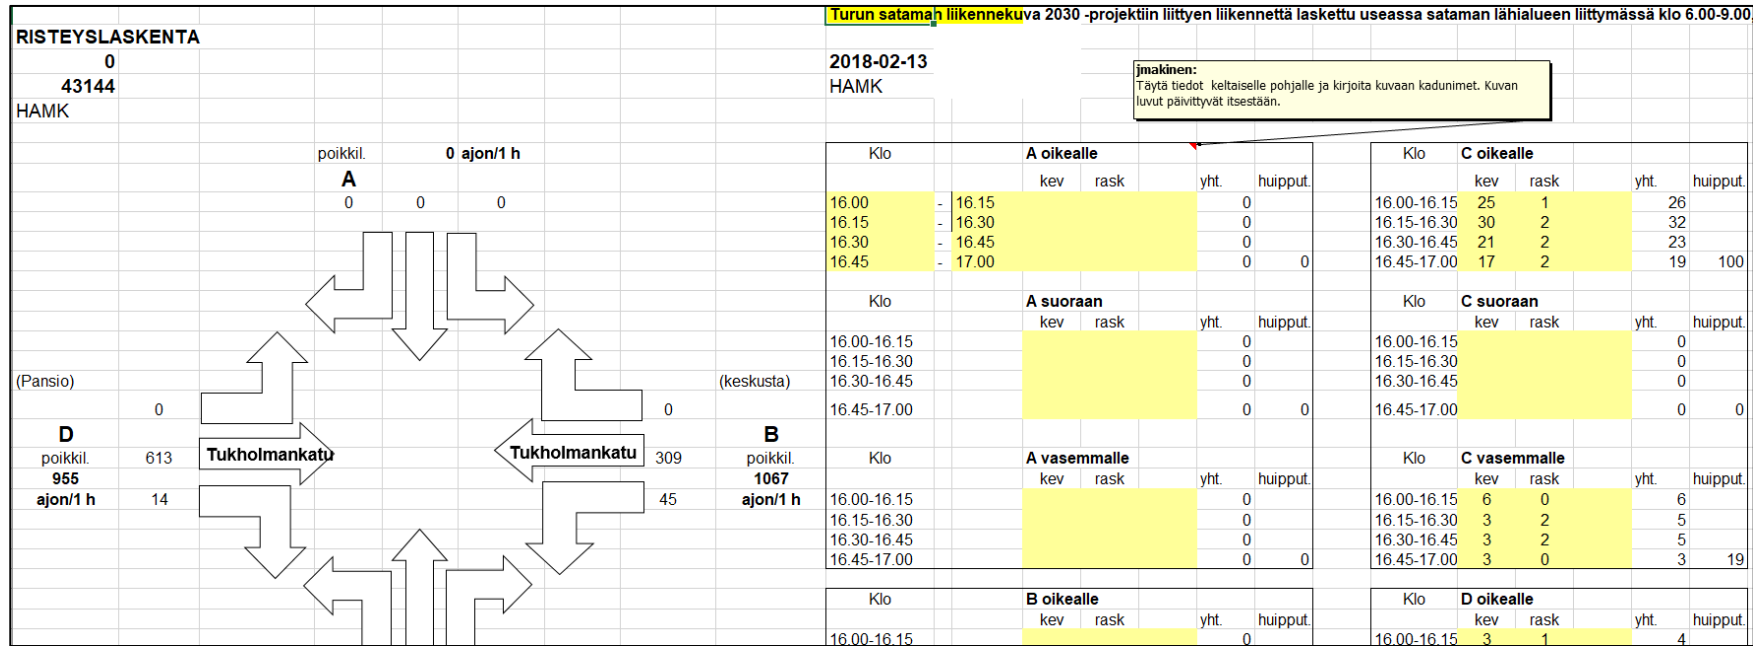 Turun sataman liikennekuva 2030 -projektiin liittyen liikennettä laskettu useassa sataman lähialueen liittymässä klo 6.00-9.00,
RISTEYSLASKENTA
0
2018-02-13
43144
HAMK
HAMK
jmakinen:
Täytä tiedot keltaiselle pohjalle ja kirjoita kuvaan kadunimet. Kuvan
luvut päivittyvät itsestään.
poikkil. 0 ajon/1 h
A
0 0 0
(Pansio) (keskusta)
0 0
D B
poikkil. 613 Tukholmankatu Tukholmankatu 309 poikkil.
955 1067
ajon/1 h 14 45 ajon/1 h
Klo A oikealle
kev rask yht. huipput.
16.00 - 16.15 0
16.15 - 16.30 0
16.30 - 16.45 0
16.45 - 17.00 0 0
Klo A suoraan
kev rask yht. huipput.
16.00-16.15 0
16.15-16.30 0
16.30-16.45 0
16.45-17.00 0 0
Klo A vasemmalle
kev rask yht. huipput.
16.00-16.15 0
16.15-16.30 0
16.30-16.45 0
16.45-17.00 0 0
Klo B oikealle
kev rask yht. huipput.
16.00-16.15 0
Klo C oikealle
kev rask yht. huipput.
16.00-16.15 25 1 26
16.15-16.30 30 2 32
16.30-16.45 21 2 23
16.45-17.00 17 2 19 100
Klo C suoraan
kev rask yht. huipput.
16.00-16.15 0
16.15-16.30 0
16.30-16.45 0
16.45-17.00 0 0
Klo C vasemmalle
kev rask yht. huipput.
16.00-16.15 6 0 6
16.15-16.30 3 2 5
16.30-16.45 3 2 5
16.45-17.00 3 0 3 19
Klo D oikealle
kev rask yht. huipput.
16.00-16.15 3 1 4